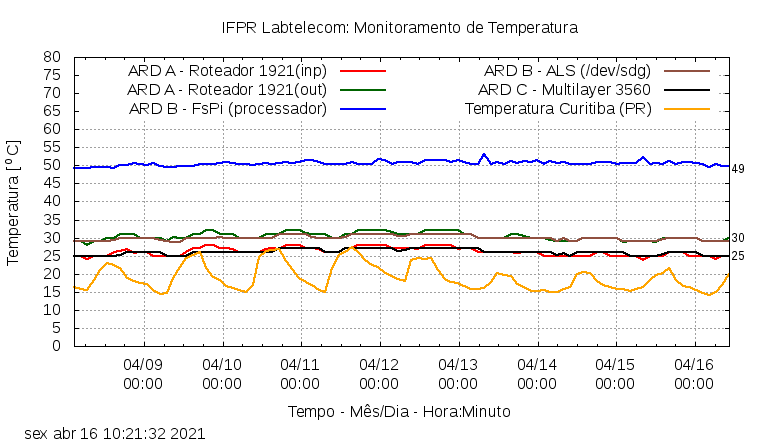 IFPR Labtelecom: Monitoramento de Temperatura
Temperatura [ °C]
80
75
70
65
60
55
50
45
40
35
30
25
20
15
10
5
0
ARD A - Roteador 1921(inp)
ARD A - Roteador 1921(out)
ARD B - FsPi (processador)
ARD B - ALS (/dev/sdg)
ARD C - Multilayer 3560
Temperatura Curitiba (PR)
49
30
25
04/09 04/10 04/11 04/12 04/13 04/14 04/15 04/16
00:00 00:00 00:00 00:00 00:00 00:00 00:00 00:00
Tempo - Mês/Dia - Hora:Minuto
sex abr 16 10:21:32 2021